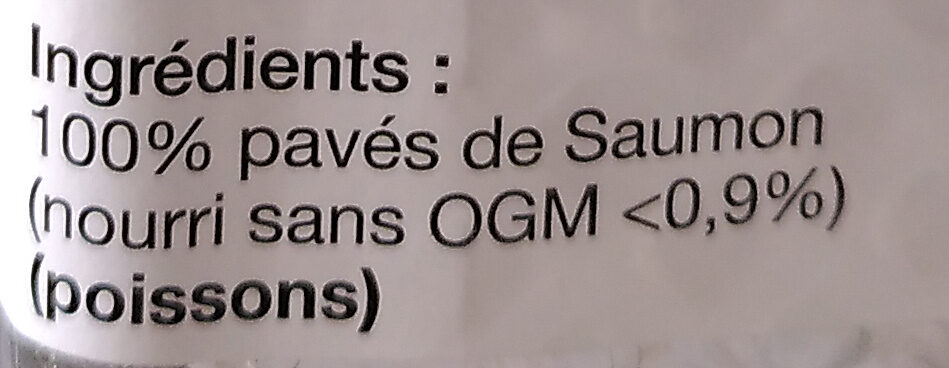 Ingrédients :
100% pavés de Saumon
(nourri sans OGM <0,9%)
(poissons)